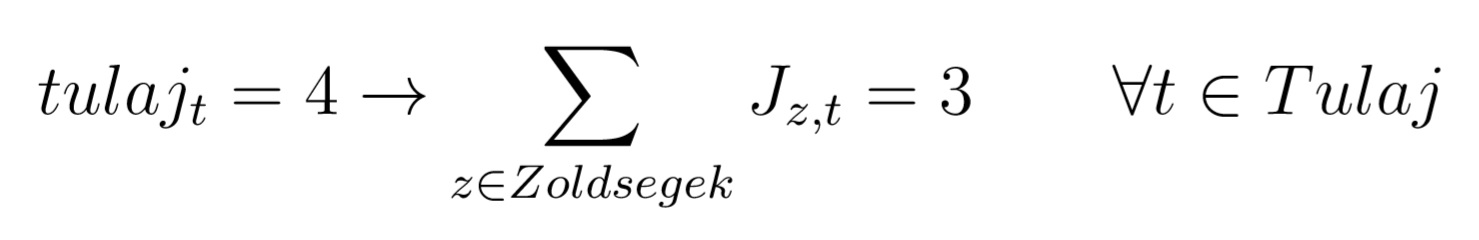 tulaj_t = 4 → ∑_{z∈Zoldsegek} J_{z,t} = 3 ∀t ∈ Tulaj